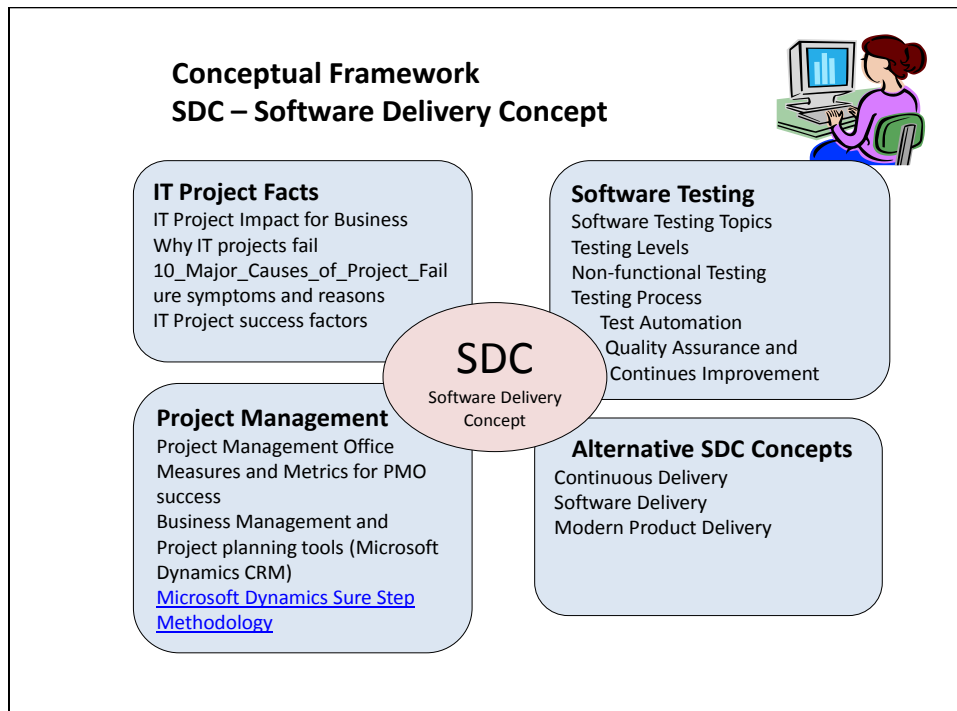 Conceptual Framework
SDC – Software Delivery Concept
IT Project Facts
IT Project Impact for Business
Why IT projects fail
10_Major_Causes_of_Project_Fail
ure symptoms and reasons
IT Project success factors
Software Testing
Software Testing Topics
Testing Levels
Non-functional Testing
Testing Process
Test Automation
Quality Assurance and
Continues Improvement
SDC
Software Delivery
Concept
Project Management
Project Management Office
Measures and Metrics for PMO
success
Business Management and
Project planning tools (Microsoft
Dynamics CRM)
Microsoft Dynamics Sure Step
Methodology
Alternative SDC Concepts
Continuous Delivery
Software Delivery
Modern Product Delivery